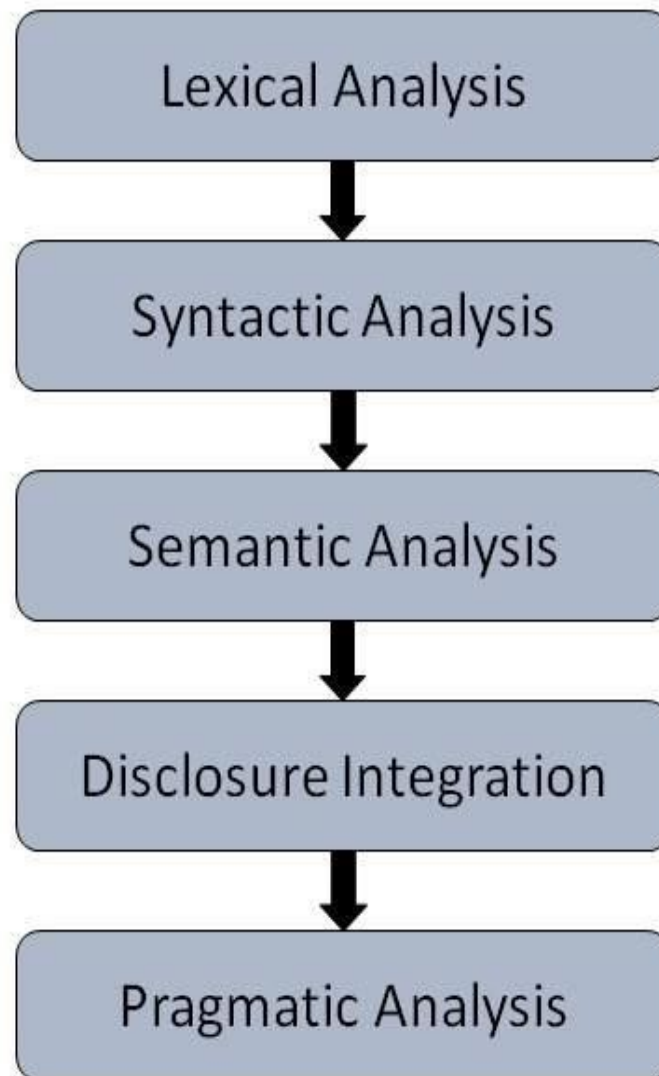 Lexical Analysis
Syntactic Analysis
Semantic Analysis
Disclosure Integration
Pragmatic Analysis